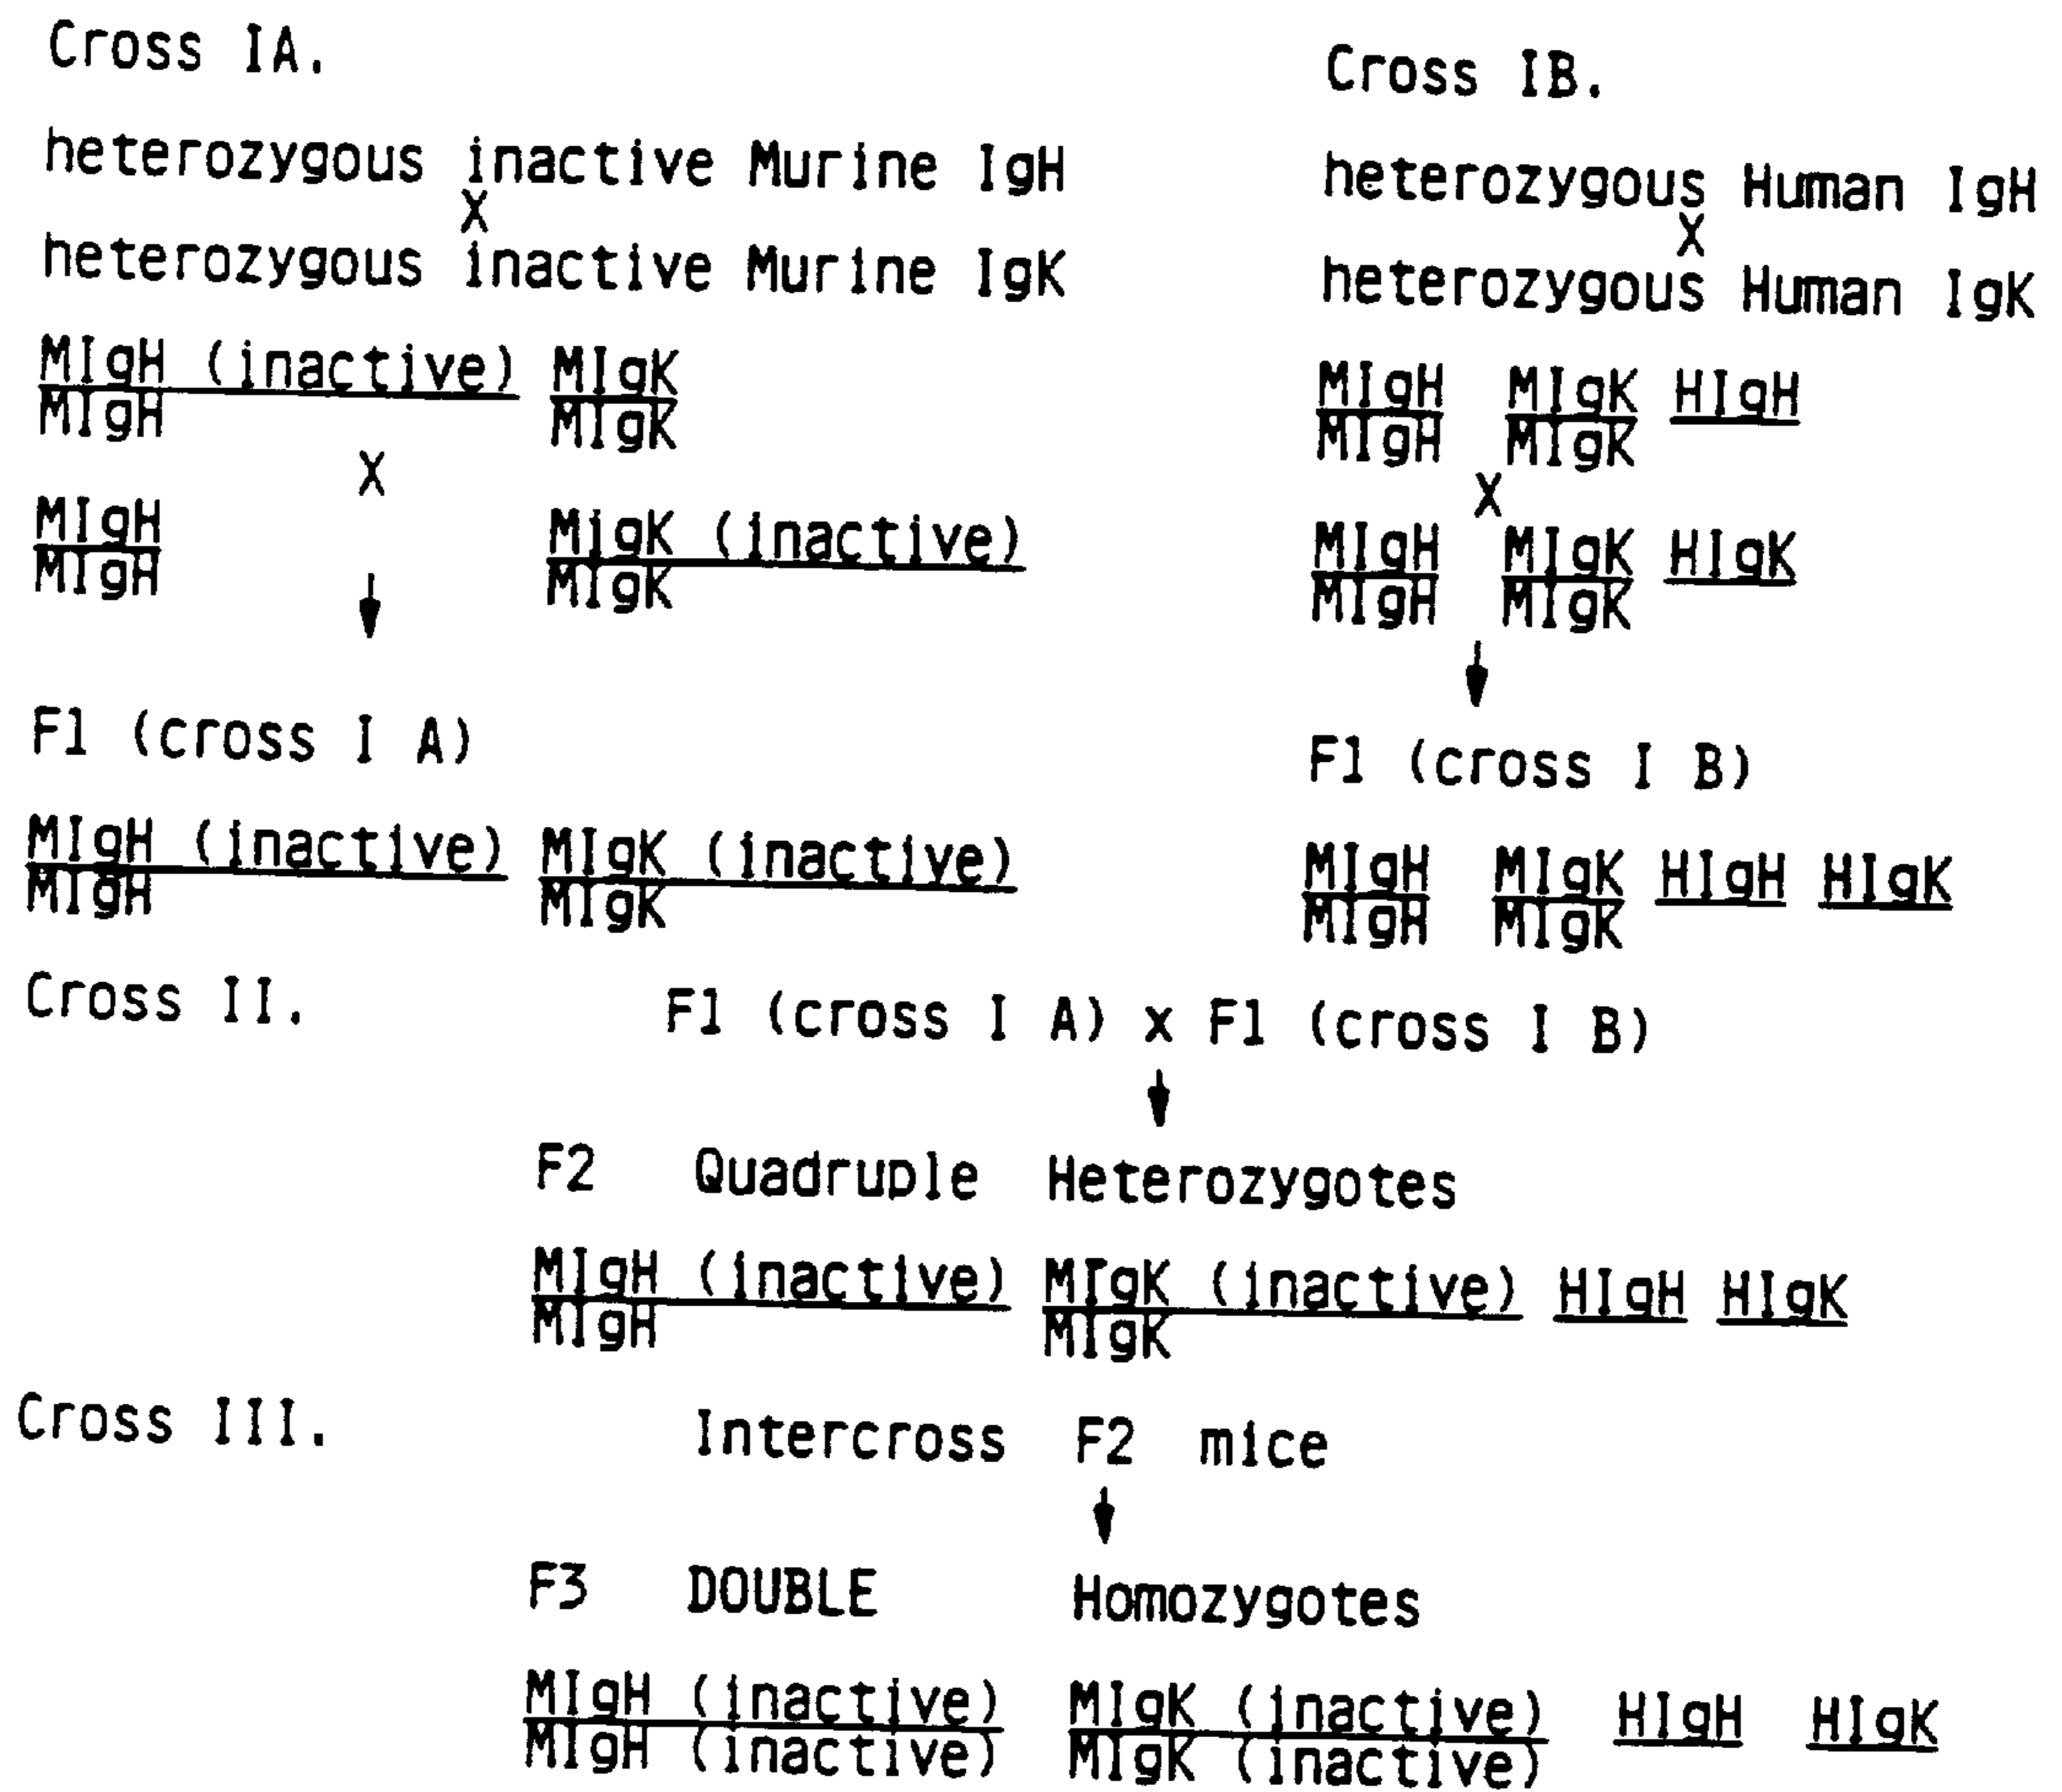 Cross IA.
heterozygous inactive Murine IgH
X
heterozygous inactive Murine IgK
MIgH (inactive) MIgK
MIgH MIgK
X
MIgH MIgK (inactive)
MIgH MIgK
F1 (cross I A)
MIgH (inactive) MIgK (inactive)
MIgH MIgK
Cross IB.
heterozygous Human IgH
X
heterozygous Human IgK
MIgH MIgK HIgH
MIgH MIgK
X
MIgH MIgK HIgK
MIgH MIgK
F1 (cross I B)
MIgH MIgK HIgH HIgK
MIgH MIgK
Cross II.
F1 (cross I A) x F1 (cross I B)
F2 Quadruple Heterozygotes
MIgH (inactive) MIgK (inactive) HIgH HIgK
MIgH MIgK
Cross III.
Intercross F2 mice
F3 DOUBLE Homozygotes
MIgH (inactive) MIgK (inactive) HIgH HIgK
MIgH (inactive) MIgK (inactive)